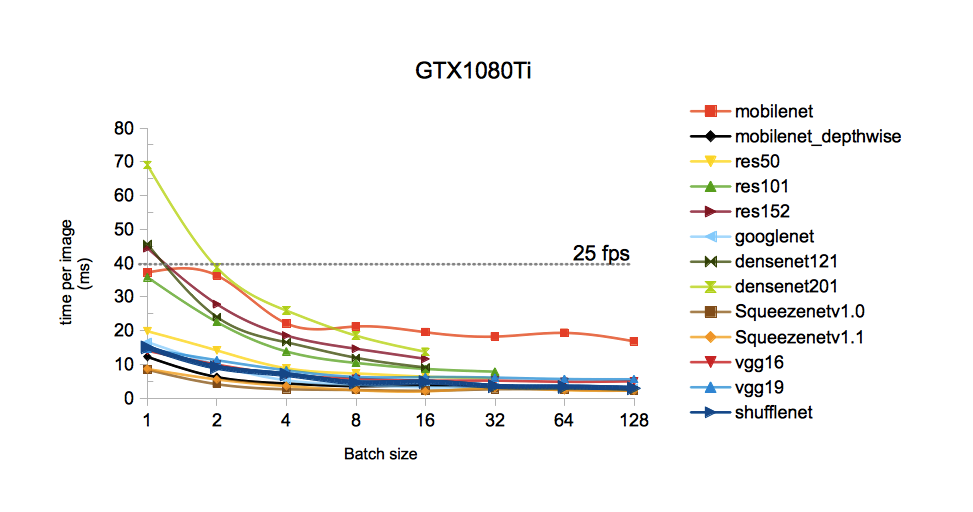 GTX1080Ti
80
70
60
50
40
30
20
10
0
time per image
(ms)
25 fps
1 2 4 8 16 32 64 128
Batch size
mobilenet
mobilenet_depthwise
res50
res101
res152
googlenet
densenet121
densenet201
Squeezenetv1.0
Squeezenetv1.1
vgg16
vgg19
shufflenet